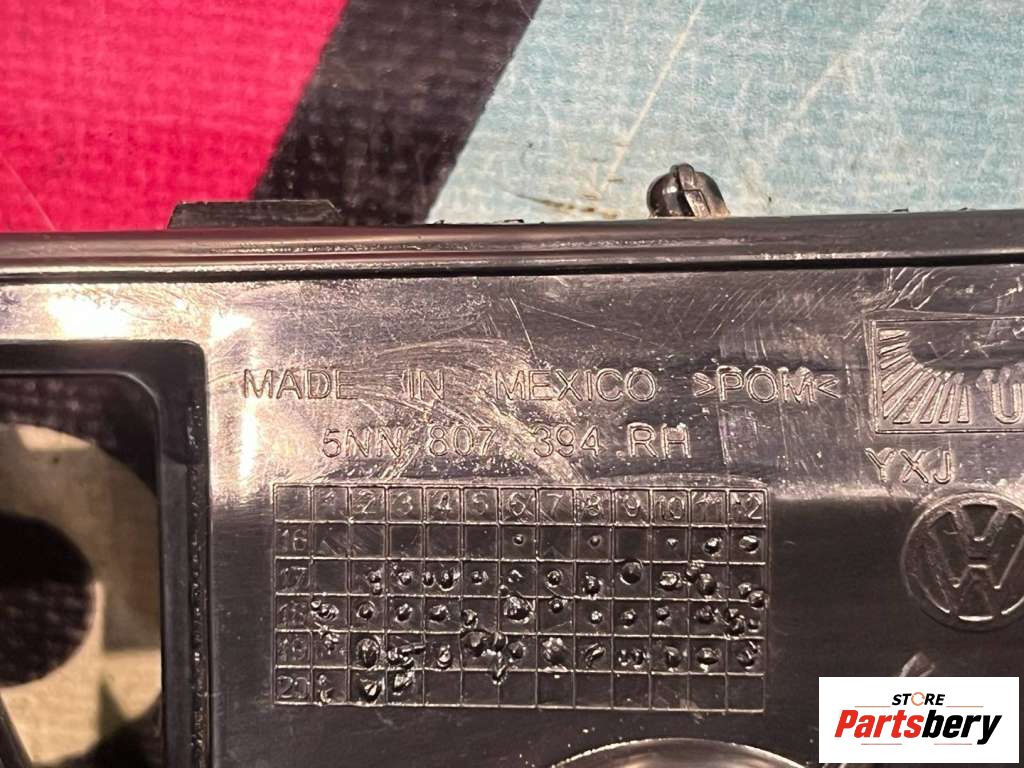 MADE IN MEXICO >POM<
5NN 807 394 RH
U
YXJ
1 2 3 4 5 6 7 8 9 10 11 12
16
17
18
19
20
STORE
Partsbery